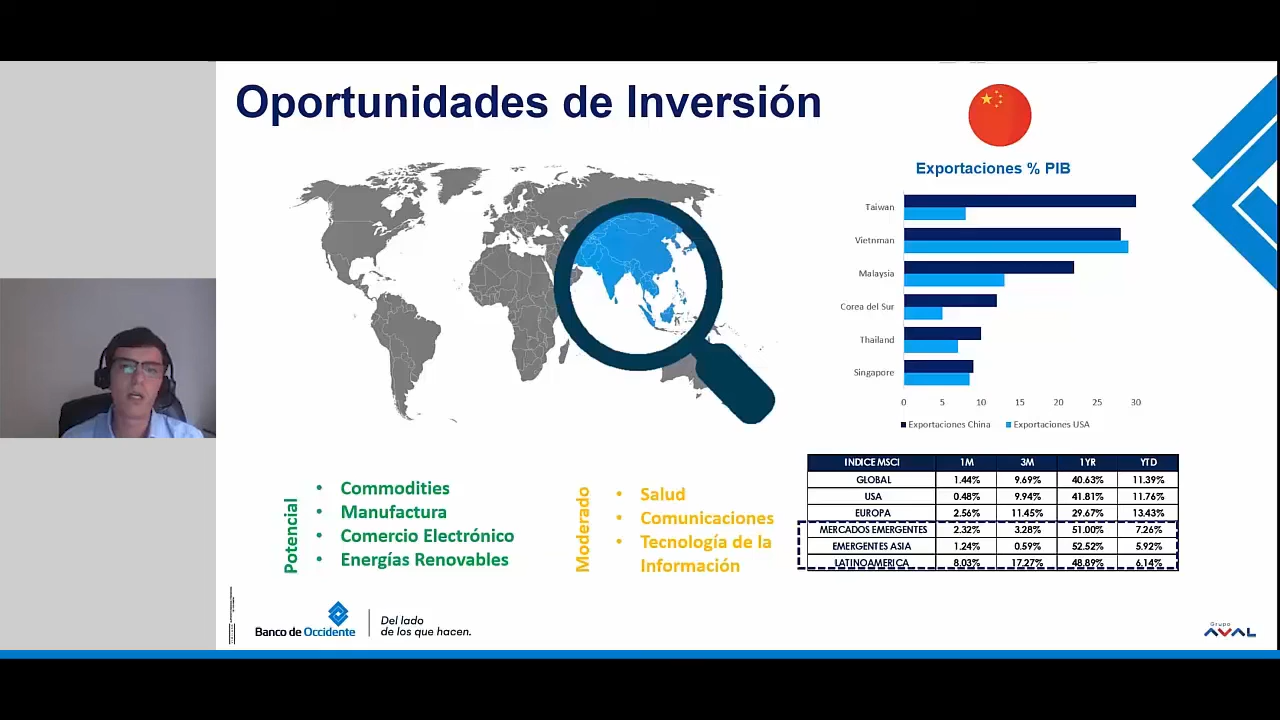 Oportunidades de Inversión
Exportaciones % PIB
Taiwan
Vietnman
Malaysia
Corea del Sur
Thailand
Singapore
0 5 10 15 20 25 30
Exportaciones China Exportaciones USA
Potencial
• Commodities
• Manufactura
• Comercio Electrónico
• Energías Renovables
Moderado
• Salud
• Comunicaciones
• Tecnología de la
Información
INDICE MSCI 1M 3M 1YR YTD
GLOBAL 1.44% 9.69% 40.63% 11.39%
USA 0.48% 9.94% 41.81% 11.76%
EUROPA 2.56% 11.45% 29.67% 13.43%
MERCADOS EMERGENTES 2.32% 3.28% 51.00% 7.26%
EMERGENTES ASIA 1.24% 0.59% 52.52% 5.92%
LATINOAMERICA 8.03% 17.27% 48.89% 6.14%
Banco de Occidente
Del lado
de los que hacen.
Grupo
AVAL